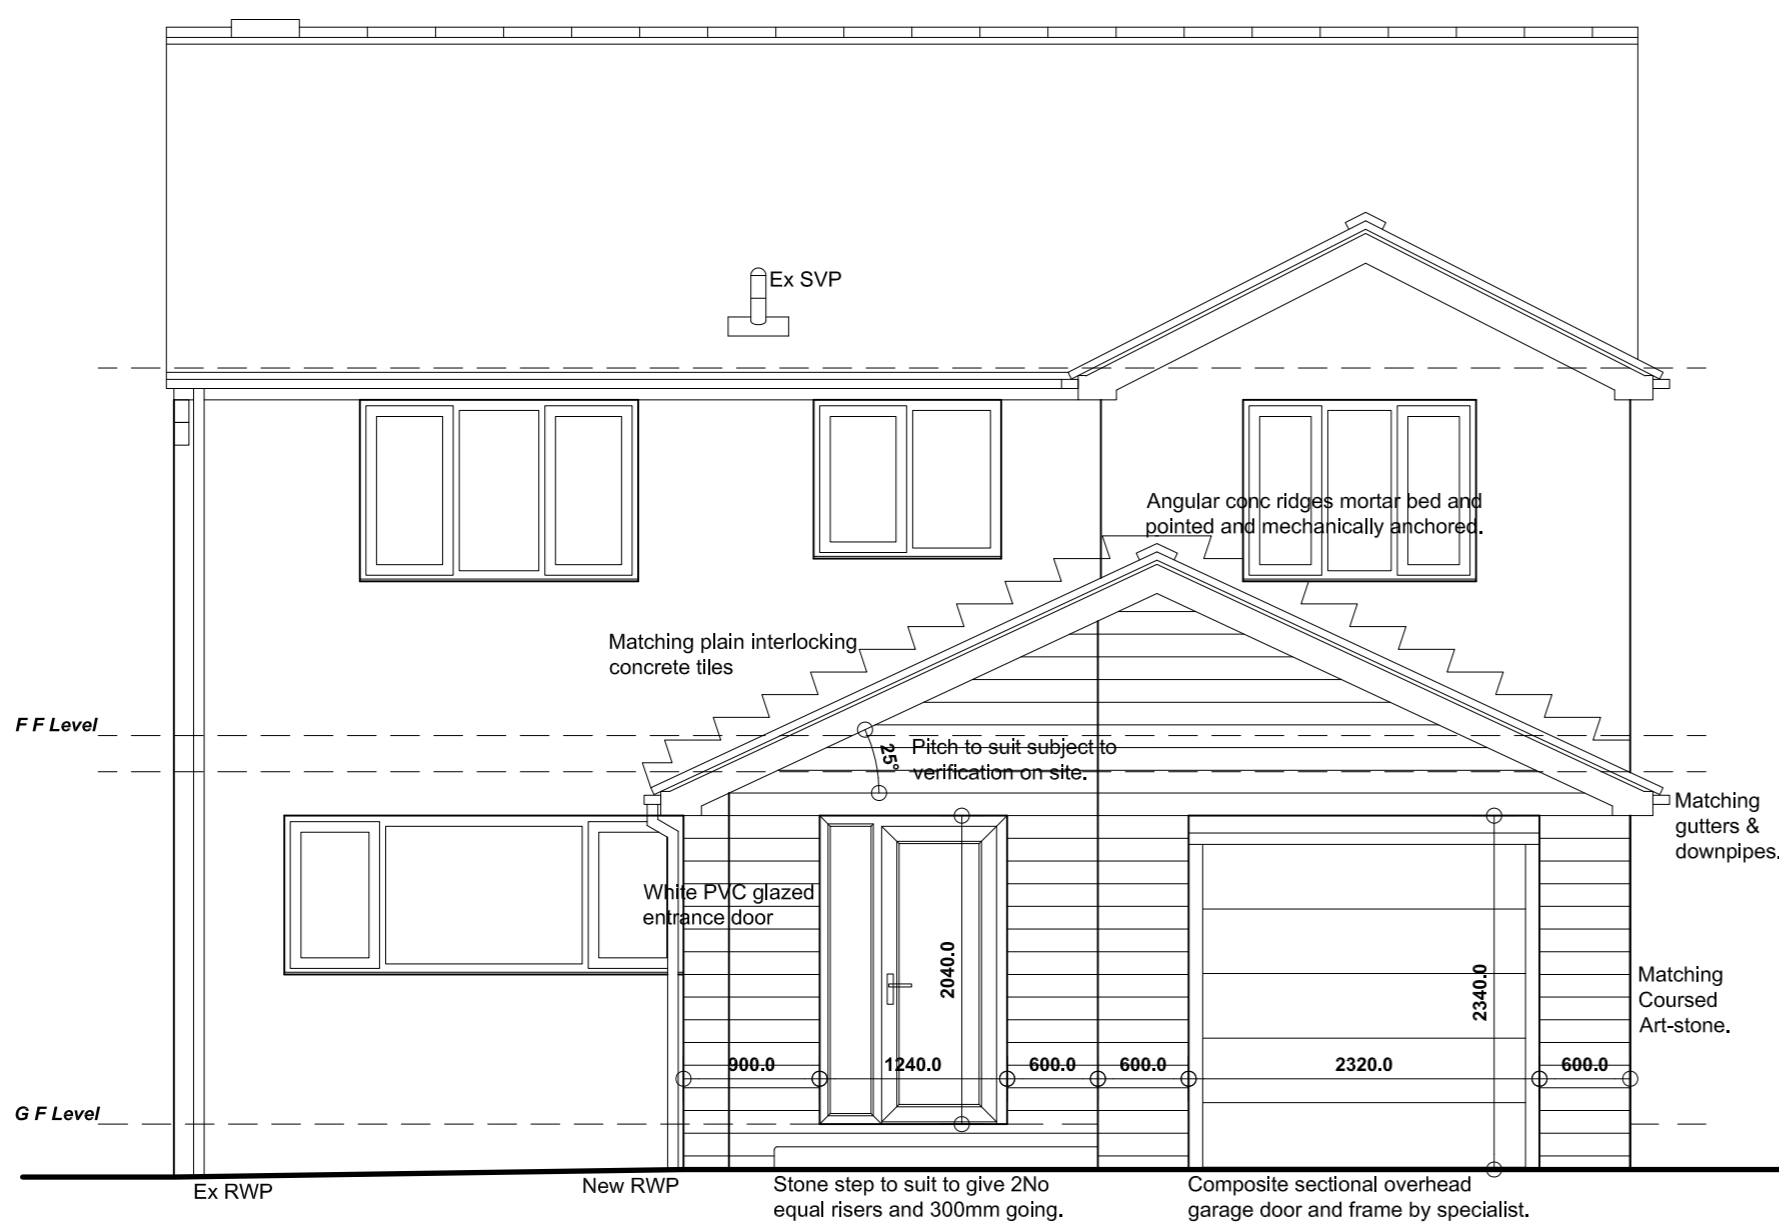 Ex SVP
Angular conc ridges mortar bed and
pointed and mechanically anchored.
Matching plain interlocking
concrete tiles
F F Level
25°
Pitch to suit subject to
verification on site.
Matching
gutters &
downpipes.
White PVC glazed
entrance door
2040.0
2340.0
Matching
Coursed
Art-stone.
900.0
1240.0
600.0
600.0
2320.0
600.0
G F Level
Ex RWP
New RWP
Stone step to suit to give 2No
equal risers and 300mm going.
Composite sectional overhead
garage door and frame by specialist.